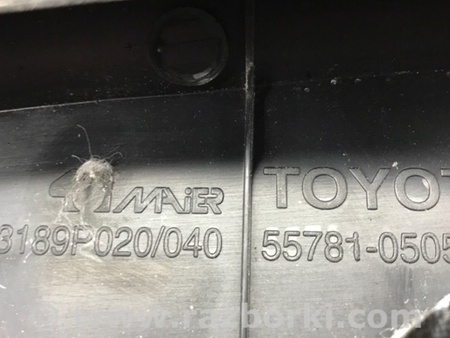 MAIER TOYOT
3189P020/040 55781-0505
www.razborki.com